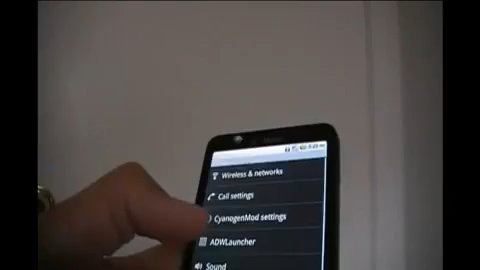 Wireless & networks
Call settings
CyanogenMod settings
ADWLauncher
Sound